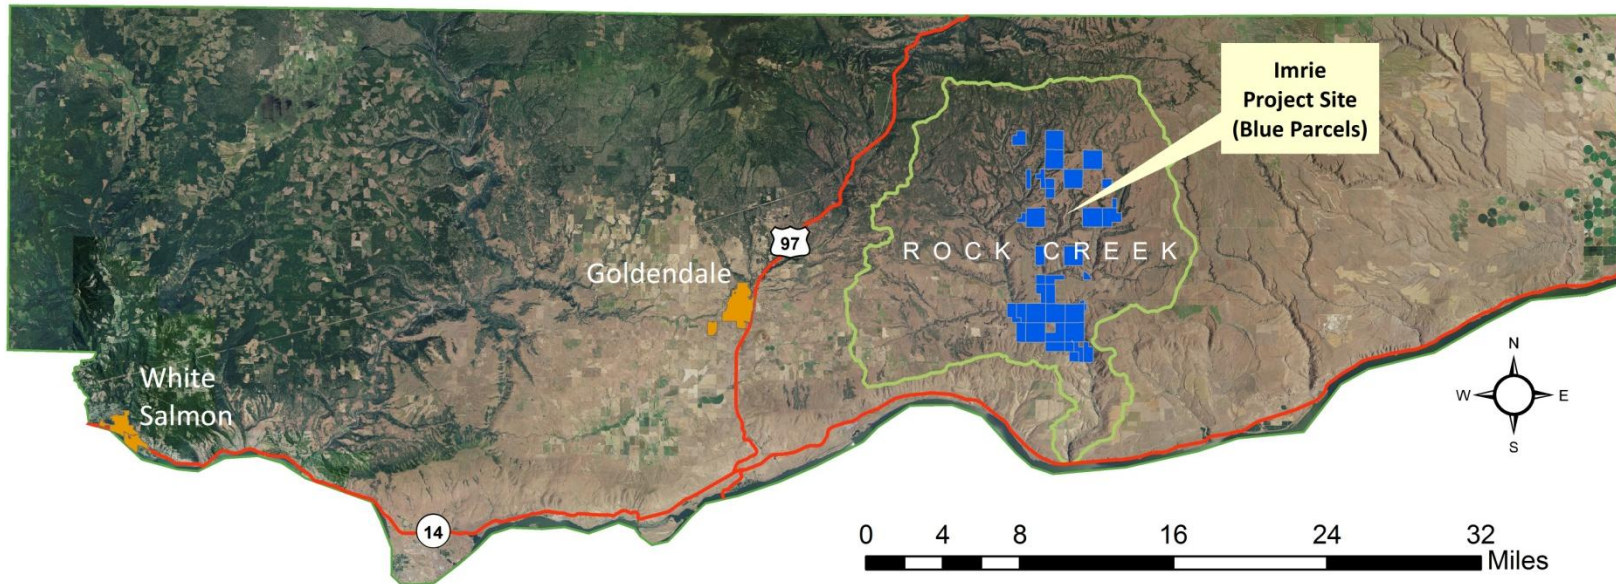 Imrie
Project Site
(Blue Parcels)
97
ROCK CREEK
Goldendale
White
Salmon
N
W E
S
14
0 4 8 16 24 32
Miles